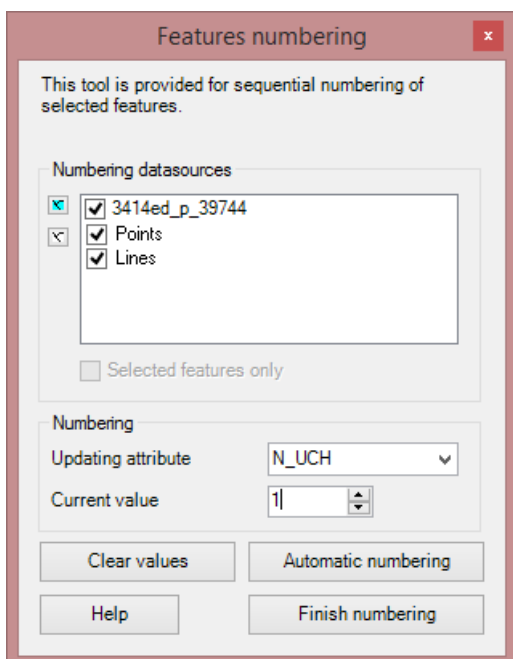 Features numbering
x
This tool is provided for sequential numbering of
selected features.
Numbering datasources
3414ed_p_39744
Points
Lines
Selected features only
Numbering
Updating attribute N_UCH
Current value 1
Clear values Automatic numbering
Help Finish numbering